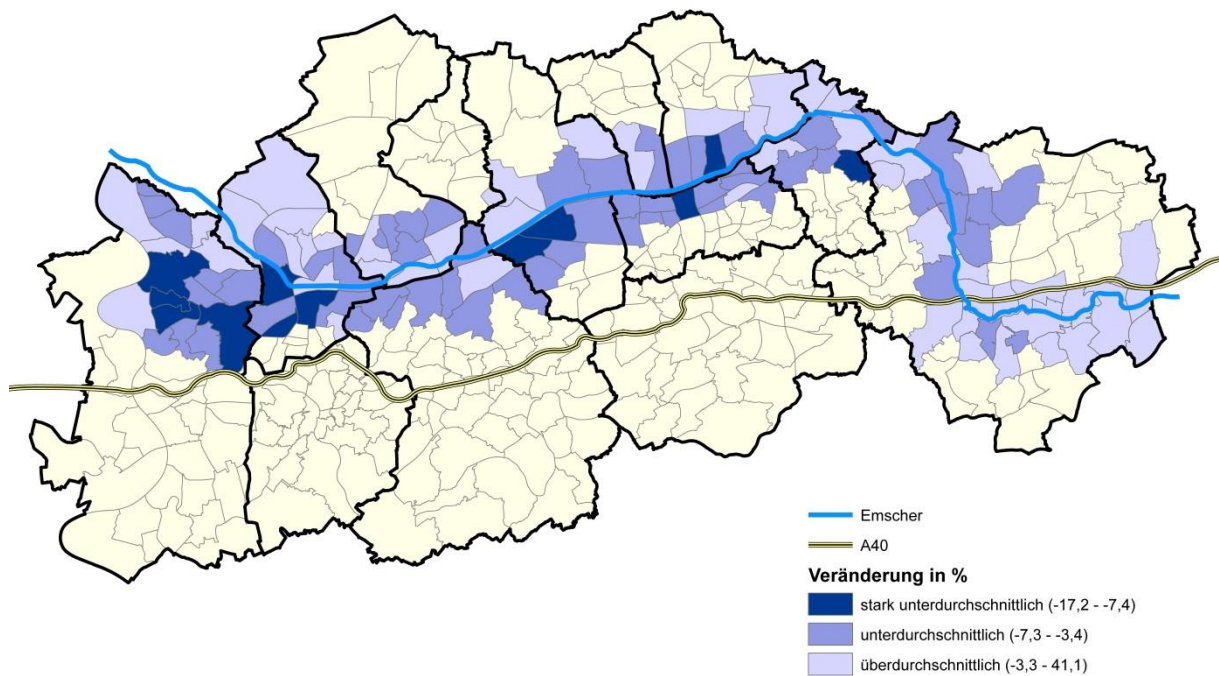 Emscher
A40
Veränderung in %
stark unterdurchschnittlich (-17,2 - -7,4)
unterdurchschnittlich (-7,3 - -3,4)
überdurchschnittlich (-3,3 - 41,1)